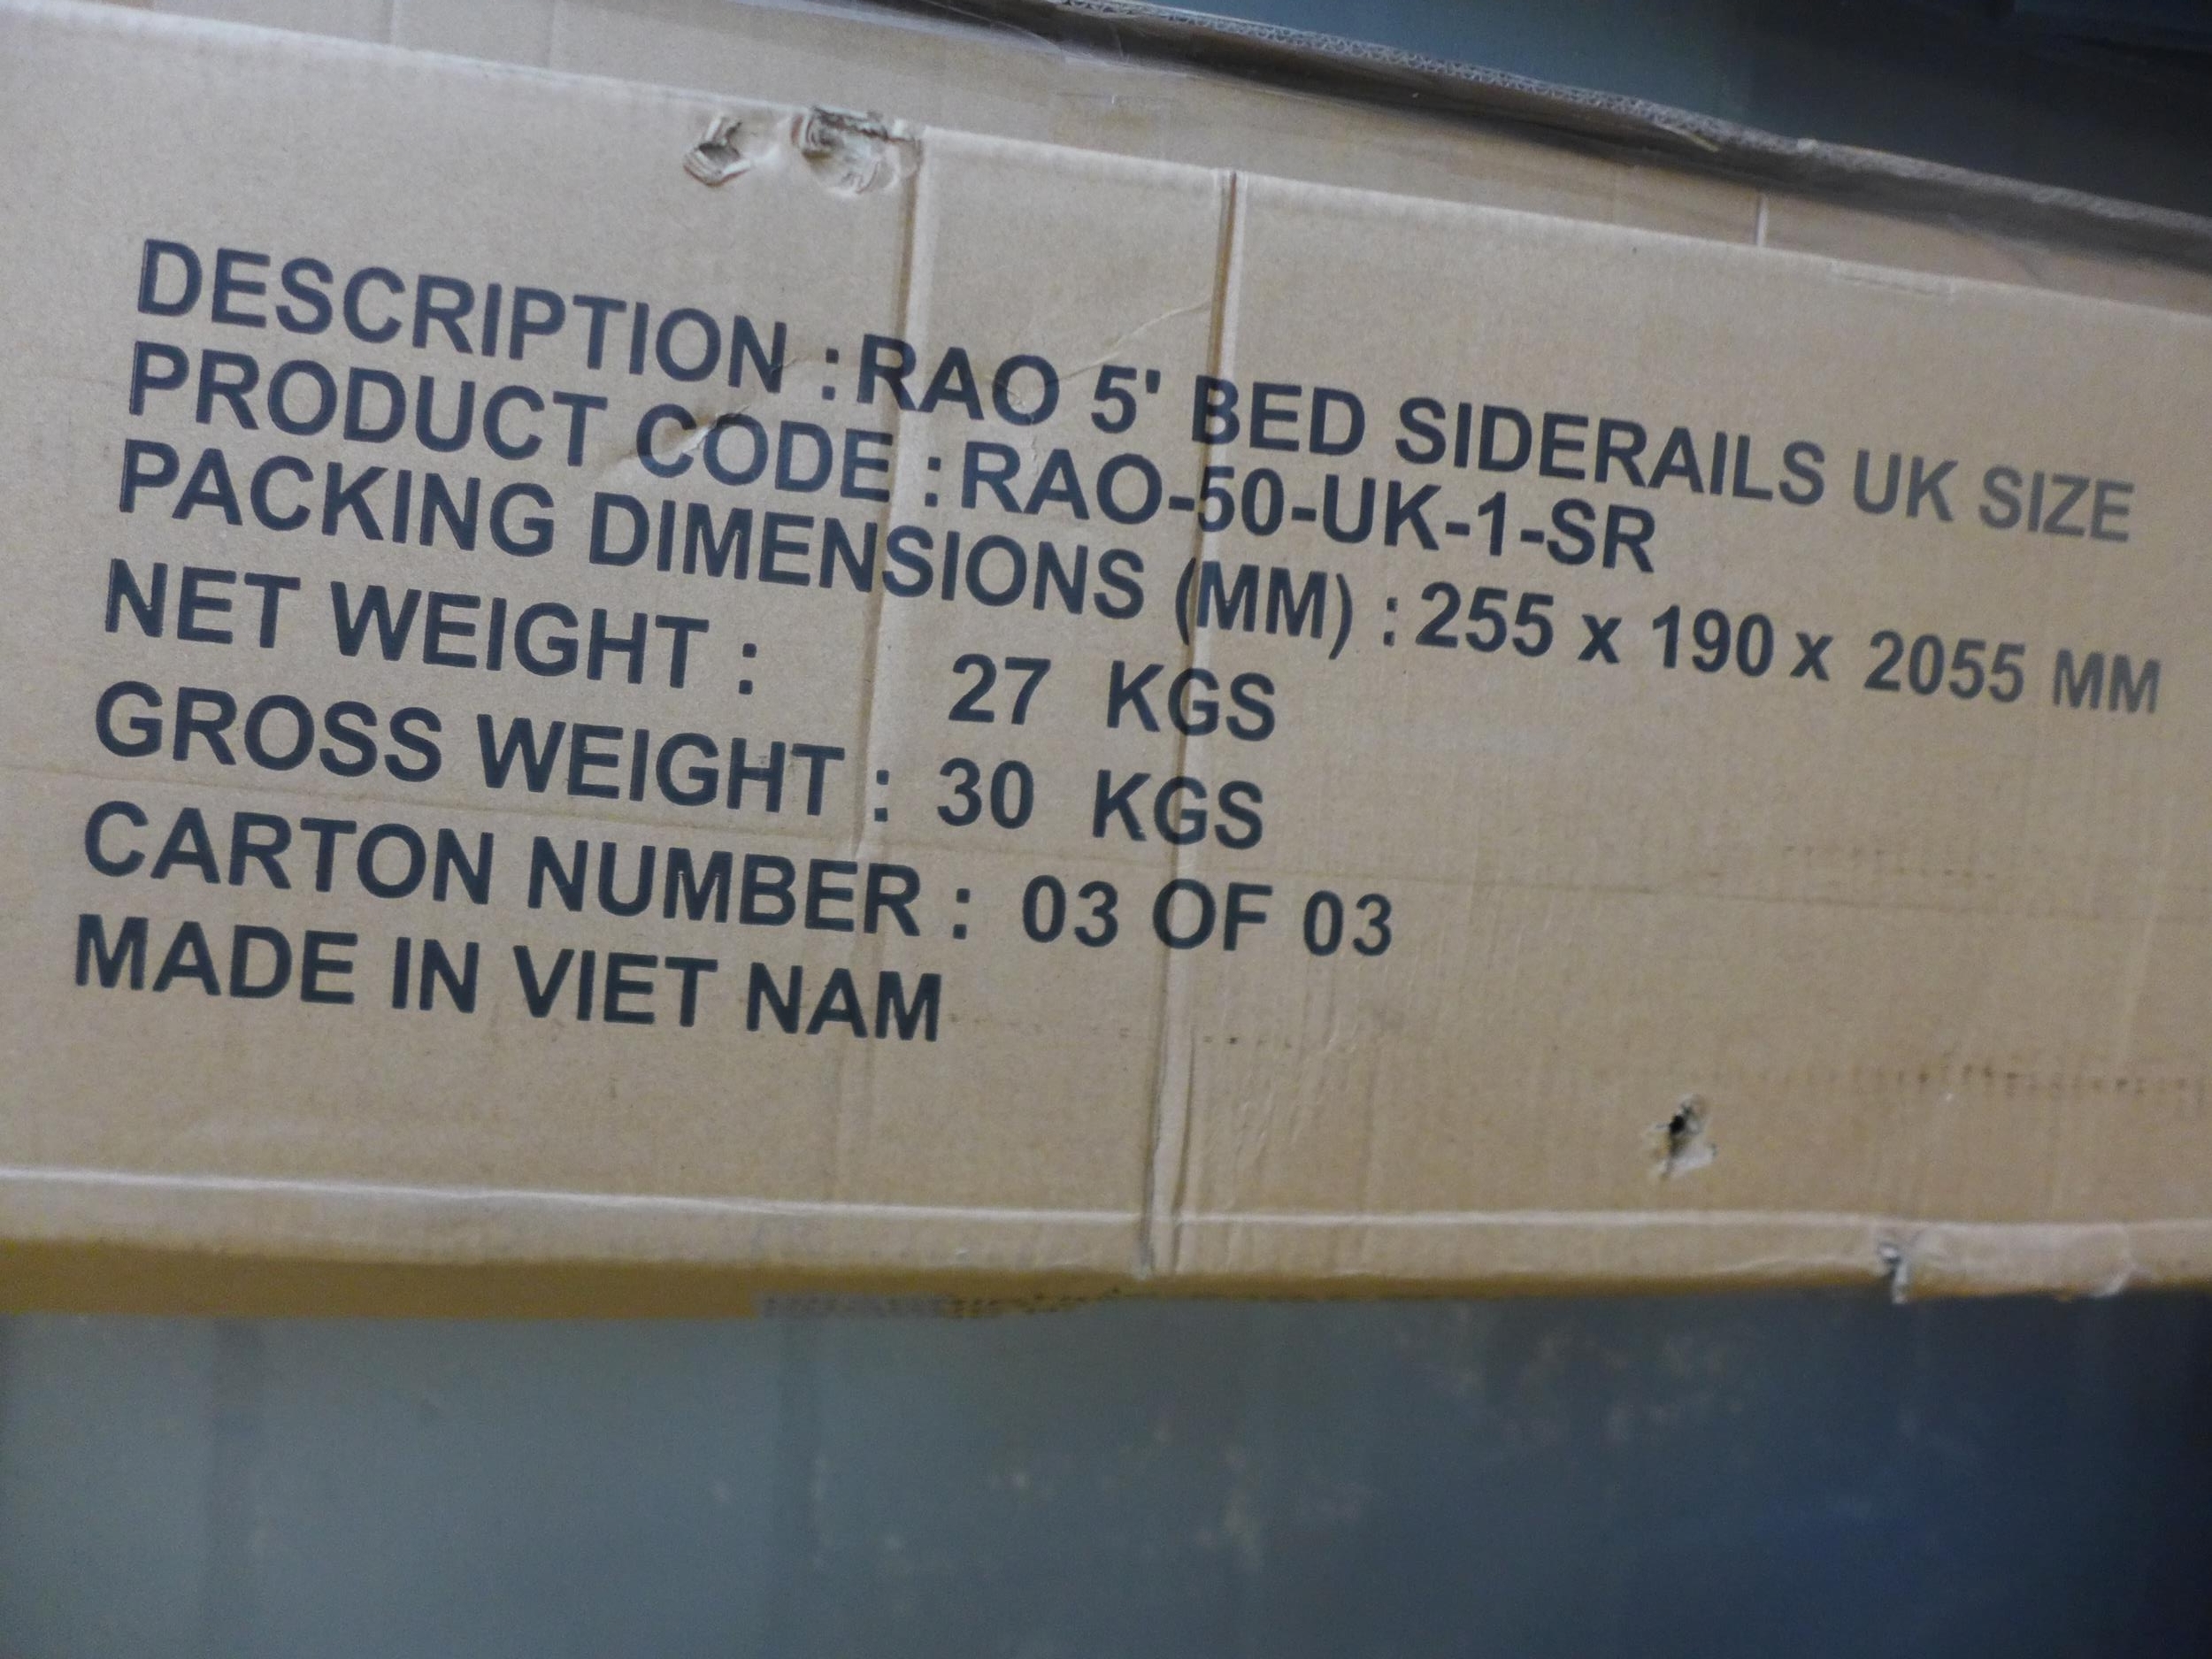 DESCRIPTION : RAO 5' BED SIDERAILS UK SIZE
PRODUCT CODE : RAO-50-UK-1-SR
PACKING DIMENSIONS (MM) : 255 x 190 x 2055 MM
NET WEIGHT : 27 KGS
GROSS WEIGHT : 30 KGS
CARTON NUMBER : 03 OF 03
MADE IN VIET NAM